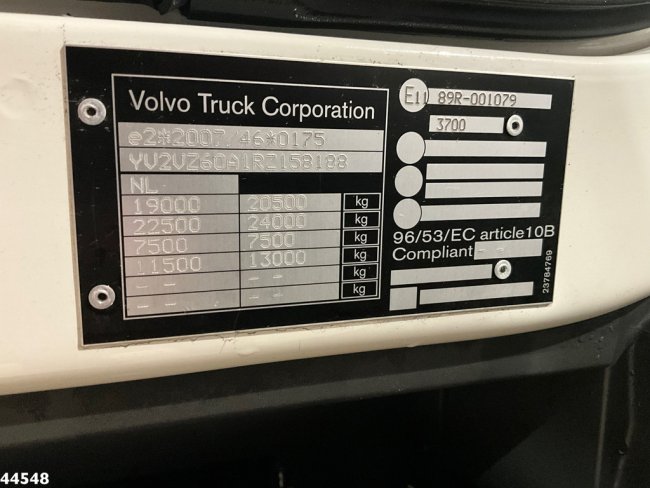 Volvo Truck Corporation
e2*2007/46*0175
YV2VZ60A1RZ158188
NL
19000 20500 kg
22500 24000 kg
7500 7500 kg
11500 13000 kg
- - - - kg
- - - - kg
E11 89R-001079
3700
96/53/EC article10B
Compliant - -
23784769
44548